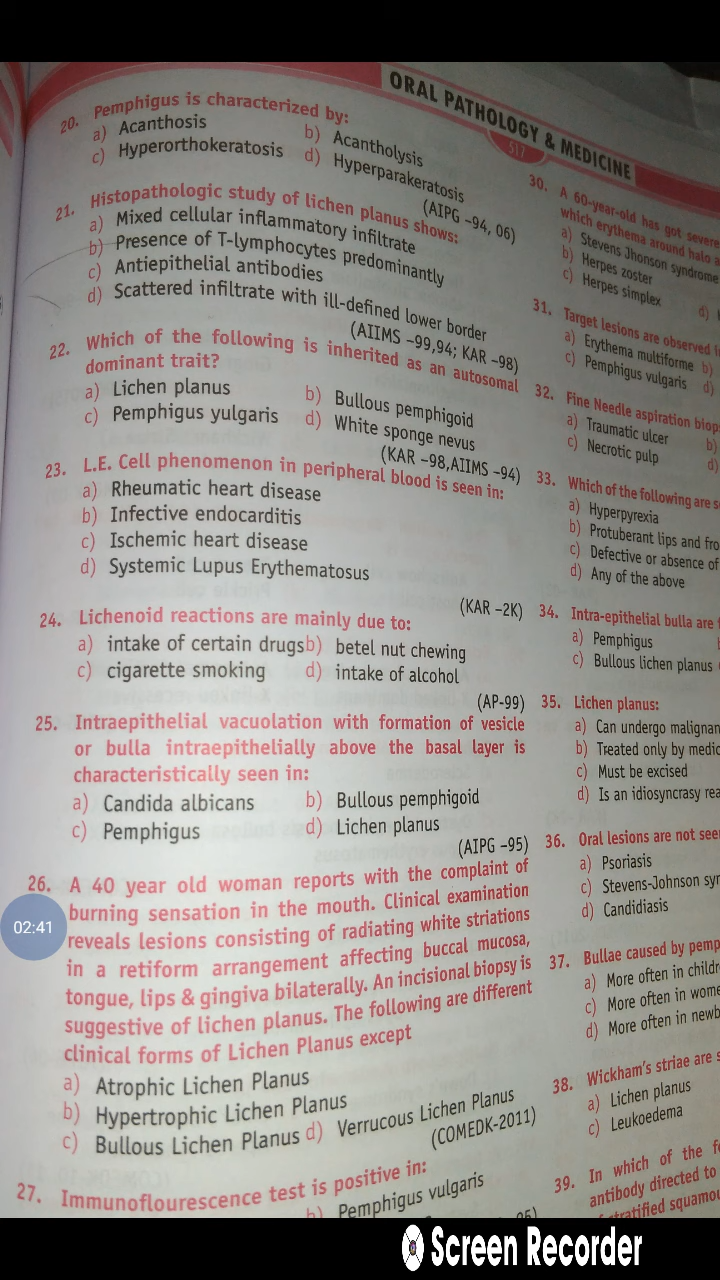 ORAL PATHOLOGY & MEDICINE
517
20. Pemphigus is characterized by:
a) Acanthosis b) Acantholysis
c) Hyperorthokeratosis d) Hyperparakeratosis
(AIPG –94, 06)
21. Histopathologic study of lichen planus shows:
a) Mixed cellular inflammatory infiltrate
b) Presence of T-lymphocytes predominantly
c) Antiepithelial antibodies
d) Scattered infiltrate with ill-defined lower border
(AIIMS –99,94; KAR –98)
22. Which of the following is inherited as an autosomal
dominant trait?
a) Lichen planus b) Bullous pemphigoid
c) Pemphigus yulgaris d) White sponge nevus
(KAR –98,AIIMS –94)
23. L.E. Cell phenomenon in peripheral blood is seen in:
a) Rheumatic heart disease
b) Infective endocarditis
c) Ischemic heart disease
d) Systemic Lupus Erythematosus
(KAR –2K)
24. Lichenoid reactions are mainly due to:
a) intake of certain drugs b) betel nut chewing
c) cigarette smoking d) intake of alcohol
(AP-99)
25. Intraepithelial vacuolation with formation of vesicle
or bulla intraepithelially above the basal layer is
characteristically seen in:
a) Candida albicans b) Bullous pemphigoid
c) Pemphigus d) Lichen planus
(AIPG –95)
26. A 40 year old woman reports with the complaint of
burning sensation in the mouth. Clinical examination
reveals lesions consisting of radiating white striations
in a retiform arrangement affecting buccal mucosa,
tongue, lips & gingiva bilaterally. An incisional biopsy is
suggestive of lichen planus. The following are different
clinical forms of Lichen Planus except
a) Atrophic Lichen Planus
b) Hypertrophic Lichen Planus
c) Bullous Lichen Planus d) Verrucous Lichen Planus
(COMEDK-2011)
27. Immunoflourescence test is positive in:
b) Pemphigus vulgaris
30. A 60-year-old has got severe
which erythema around halo
a) Stevens Jhonson syndrome
b) Herpes zoster
c) Herpes simplex d)
31. Target lesions are observed
a) Erythema multiforme b)
c) Pemphigus vulgaris d)
32. Fine Needle aspiration
a) Traumatic ulcer b)
c) Necrotic pulp d)
33. Which of the following are
a) Hyperpyrexia
b) Protuberant lips and
c) Defective or absence of
d) Any of the above
34. Intra-epithelial bulla are
a) Pemphigus
c) Bullous lichen planus
35. Lichen planus:
a) Can undergo
b) Treated only by
c) Must be excised
d) Is an idiosyncrasy
36. Oral lesions are not
a) Psoriasis
c) Stevens-Johnson
d) Candidiasis
37. Bullae caused by
a) More often in
c) More often in
d) More often in
38. Wickham's striae are
a) Lichen planus
c) Leukoedema
39. In which of the
antibody directed to
02:41
Screen Recorder